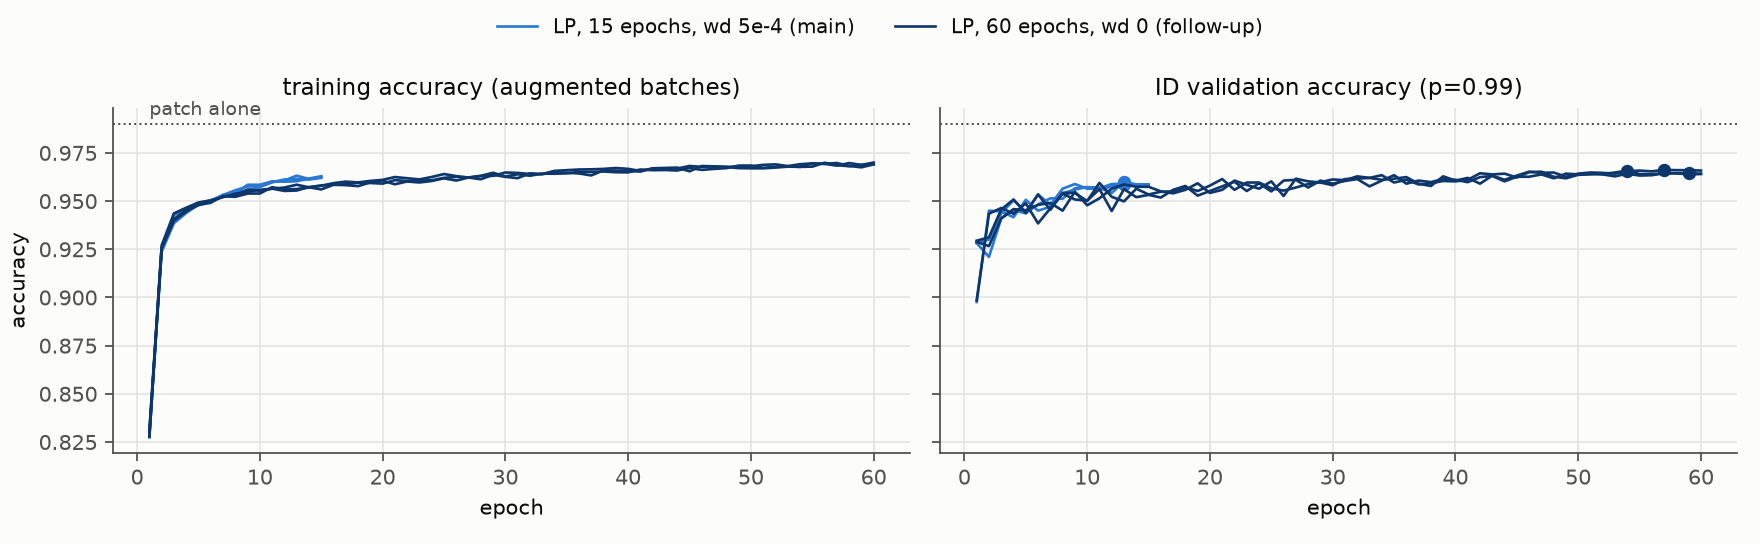 LP, 15 epochs, wd 5e-4 (main)
LP, 60 epochs, wd 0 (follow-up)
training accuracy (augmented batches)
patch alone
accuracy
0.975
0.950
0.925
0.900
0.875
0.850
0.825
0 10 20 30 40 50 60
epoch
ID validation accuracy (p=0.99)
0 10 20 30 40 50 60
epoch